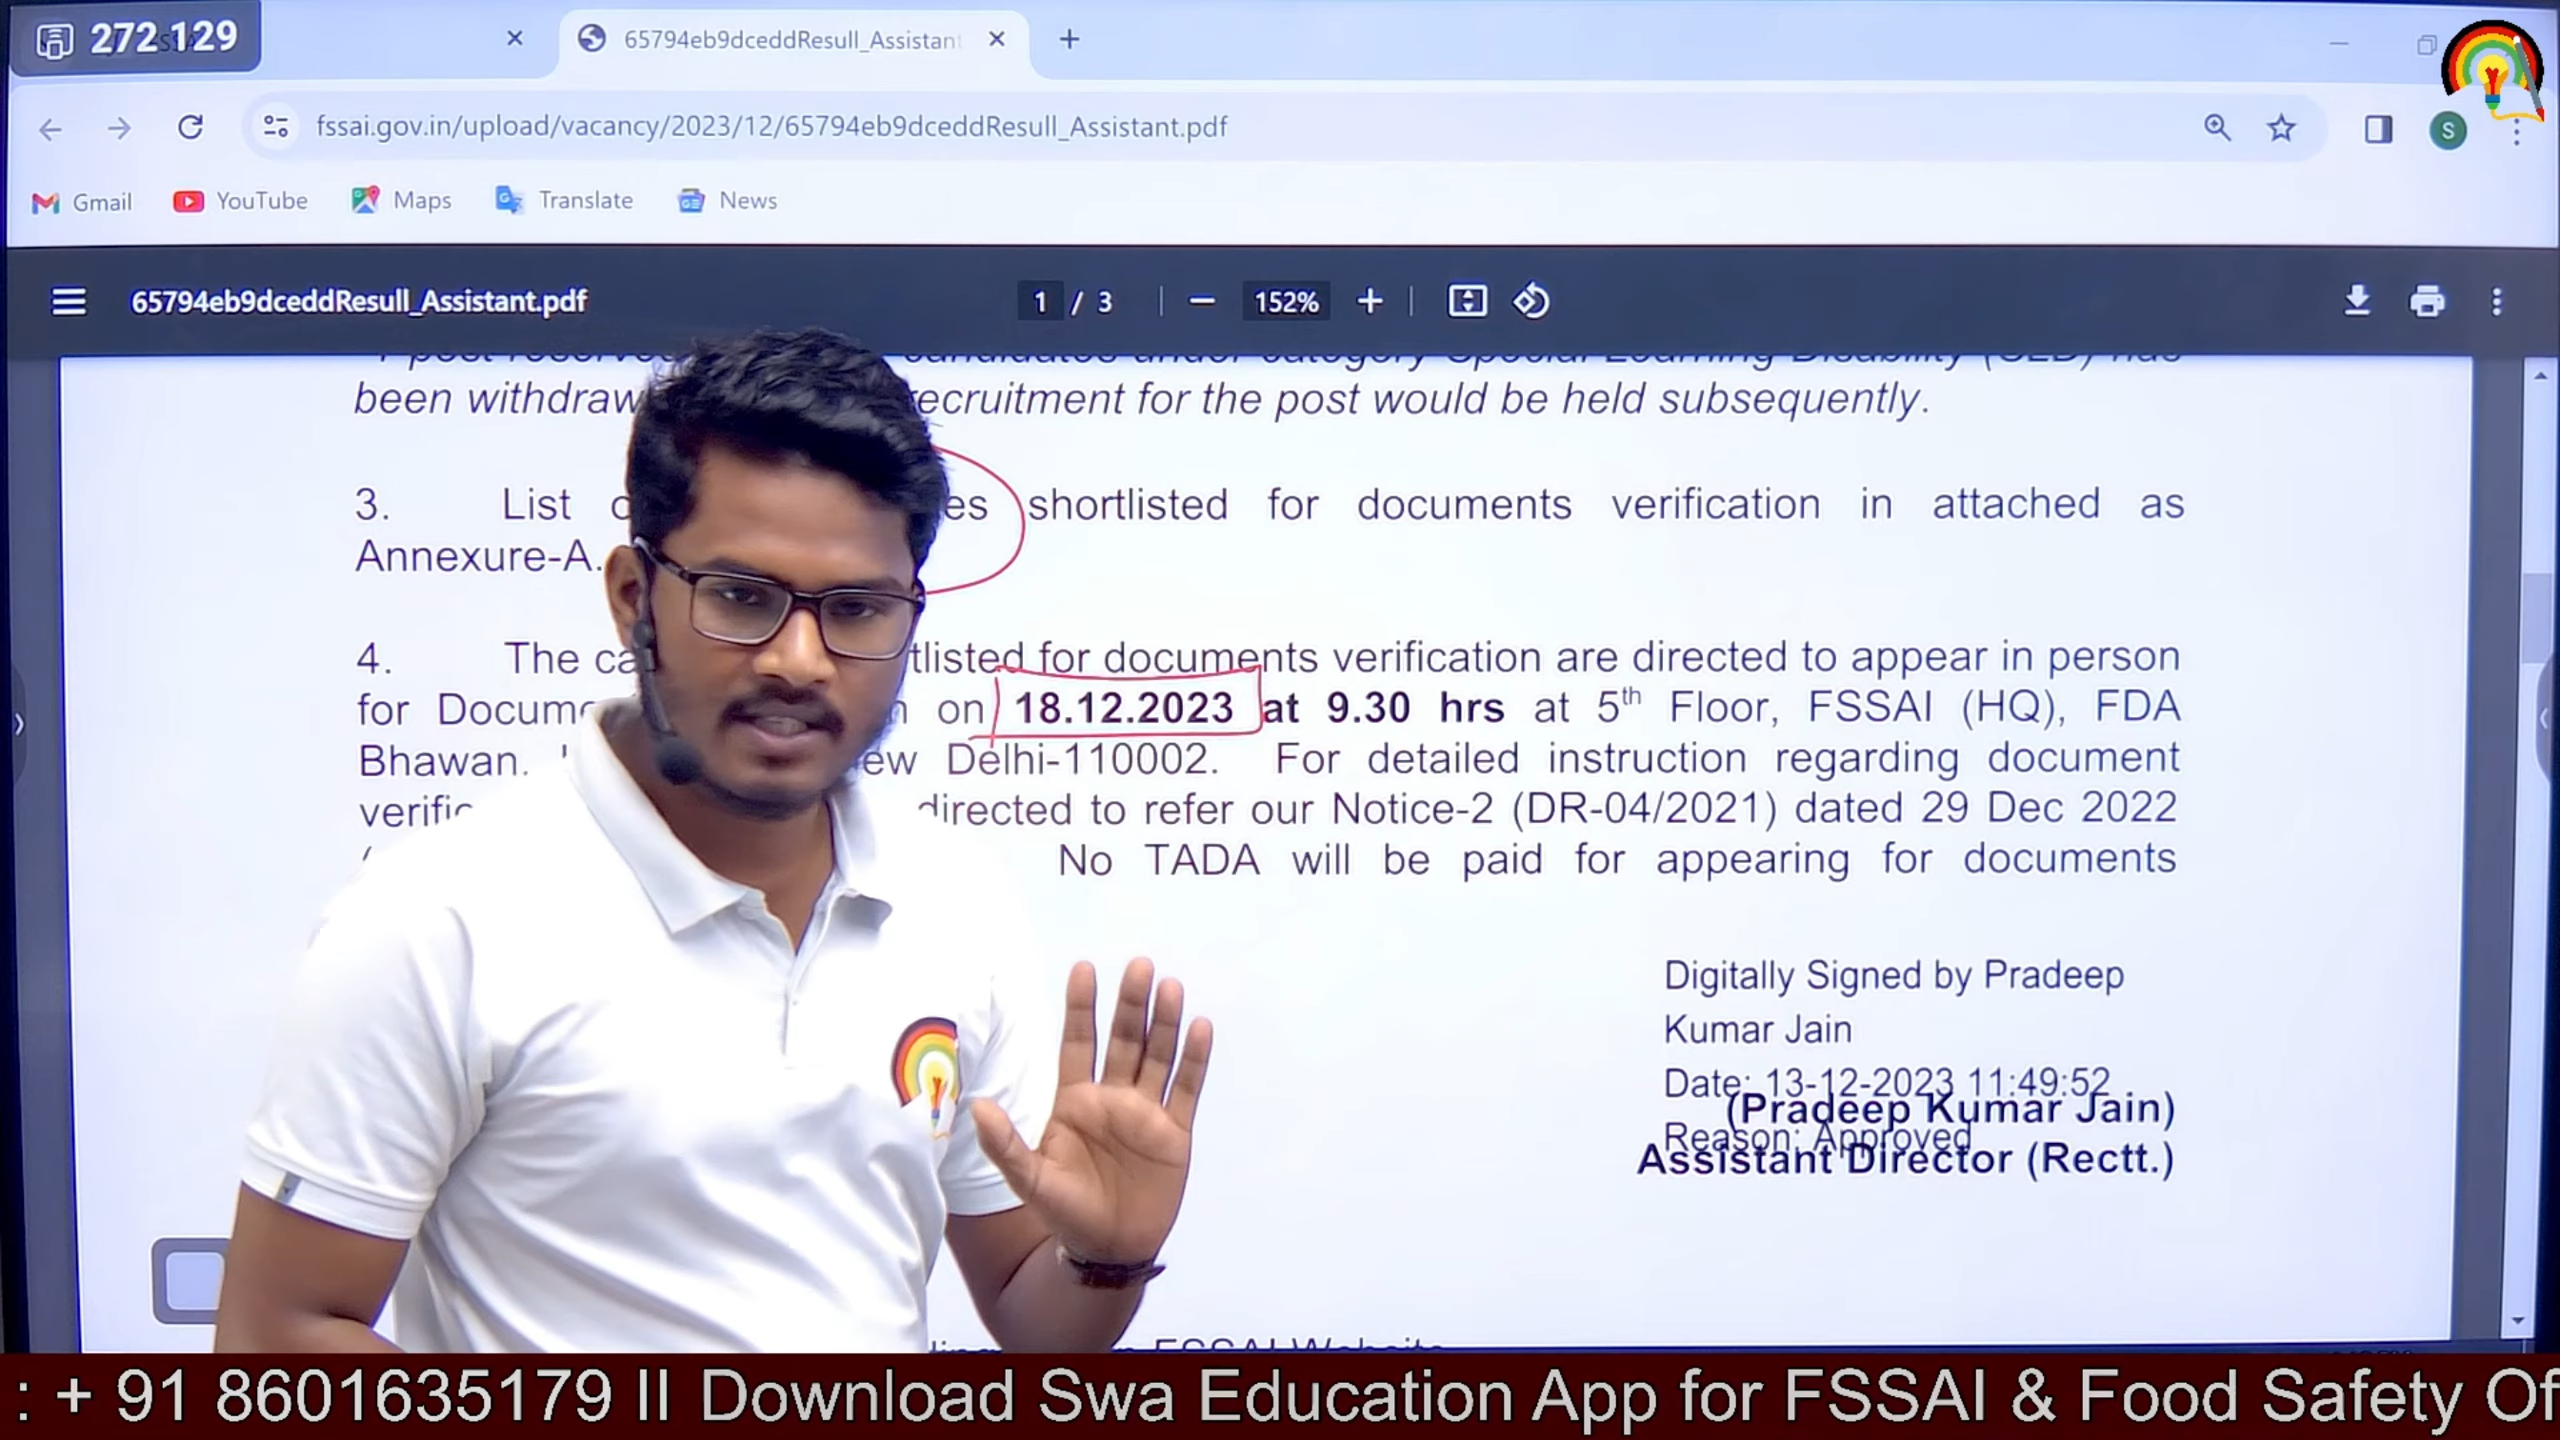 272 129
65794eb9dceddResull_Assistant
fssai.gov.in/upload/vacancy/2023/12/65794eb9dceddResull_Assistant.pdf
S
Gmail YouTube Maps Translate News
65794eb9dceddResull_Assistant.pdf 1 / 3 152%
been withdraw ecruitment for the post would be held subsequently.
3. List es shortlisted for documents verification in attached as
Annexure-A.
4. The ca tlisted for documents verification are directed to appear in person
for Docume on 18.12.2023 at 9.30 hrs at 5th Floor, FSSAI (HQ), FDA
Bhawan. ew Delhi-110002. For detailed instruction regarding document
verific directed to refer our Notice-2 (DR-04/2021) dated 29 Dec 2022
No TADA will be paid for appearing for documents
Digitally Signed by Pradeep
Kumar Jain
Date: 13-12-2023 11:49:52
(Pradeep Kumar Jain)
Reason: Approved
Assistant Director (Rectt.)
: + 91 8601635179 II Download Swa Education App for FSSAI & Food Safety Of